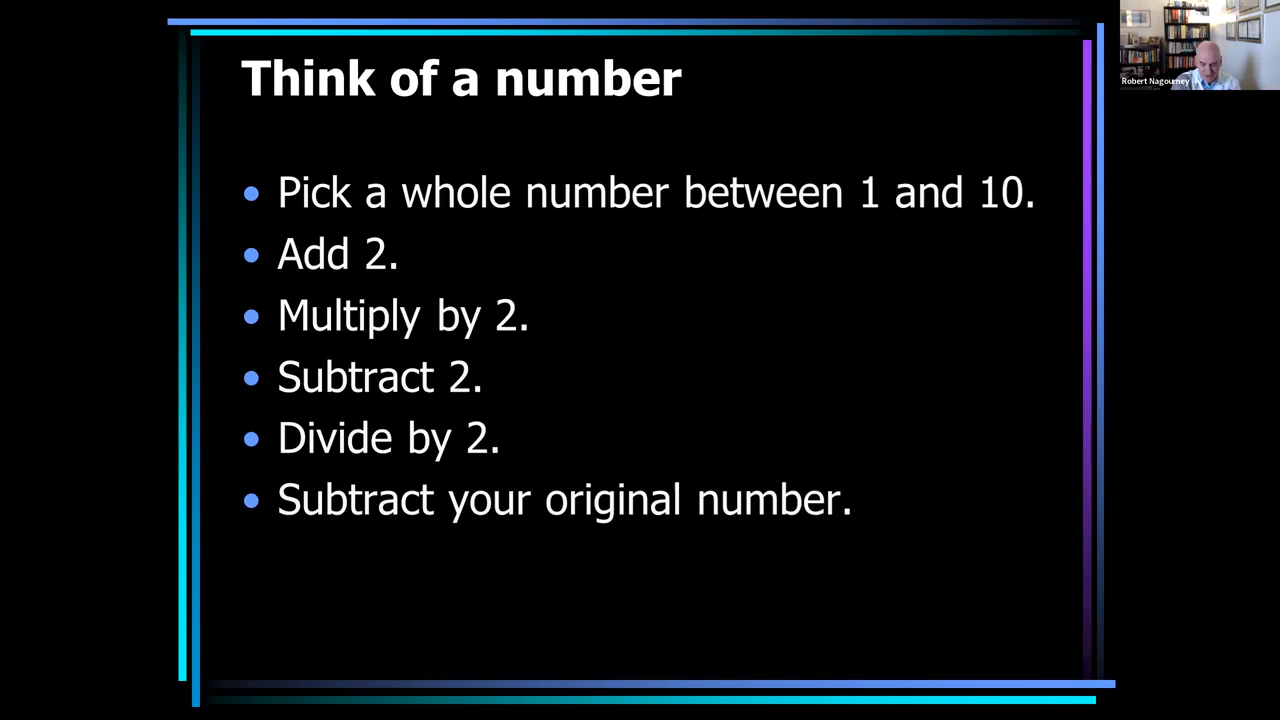 Think of a number
Pick a whole number between 1 and 10.
Add 2.
Multiply by 2.
Subtract 2.
Divide by 2.
Subtract your original number.
Robert Nagourney